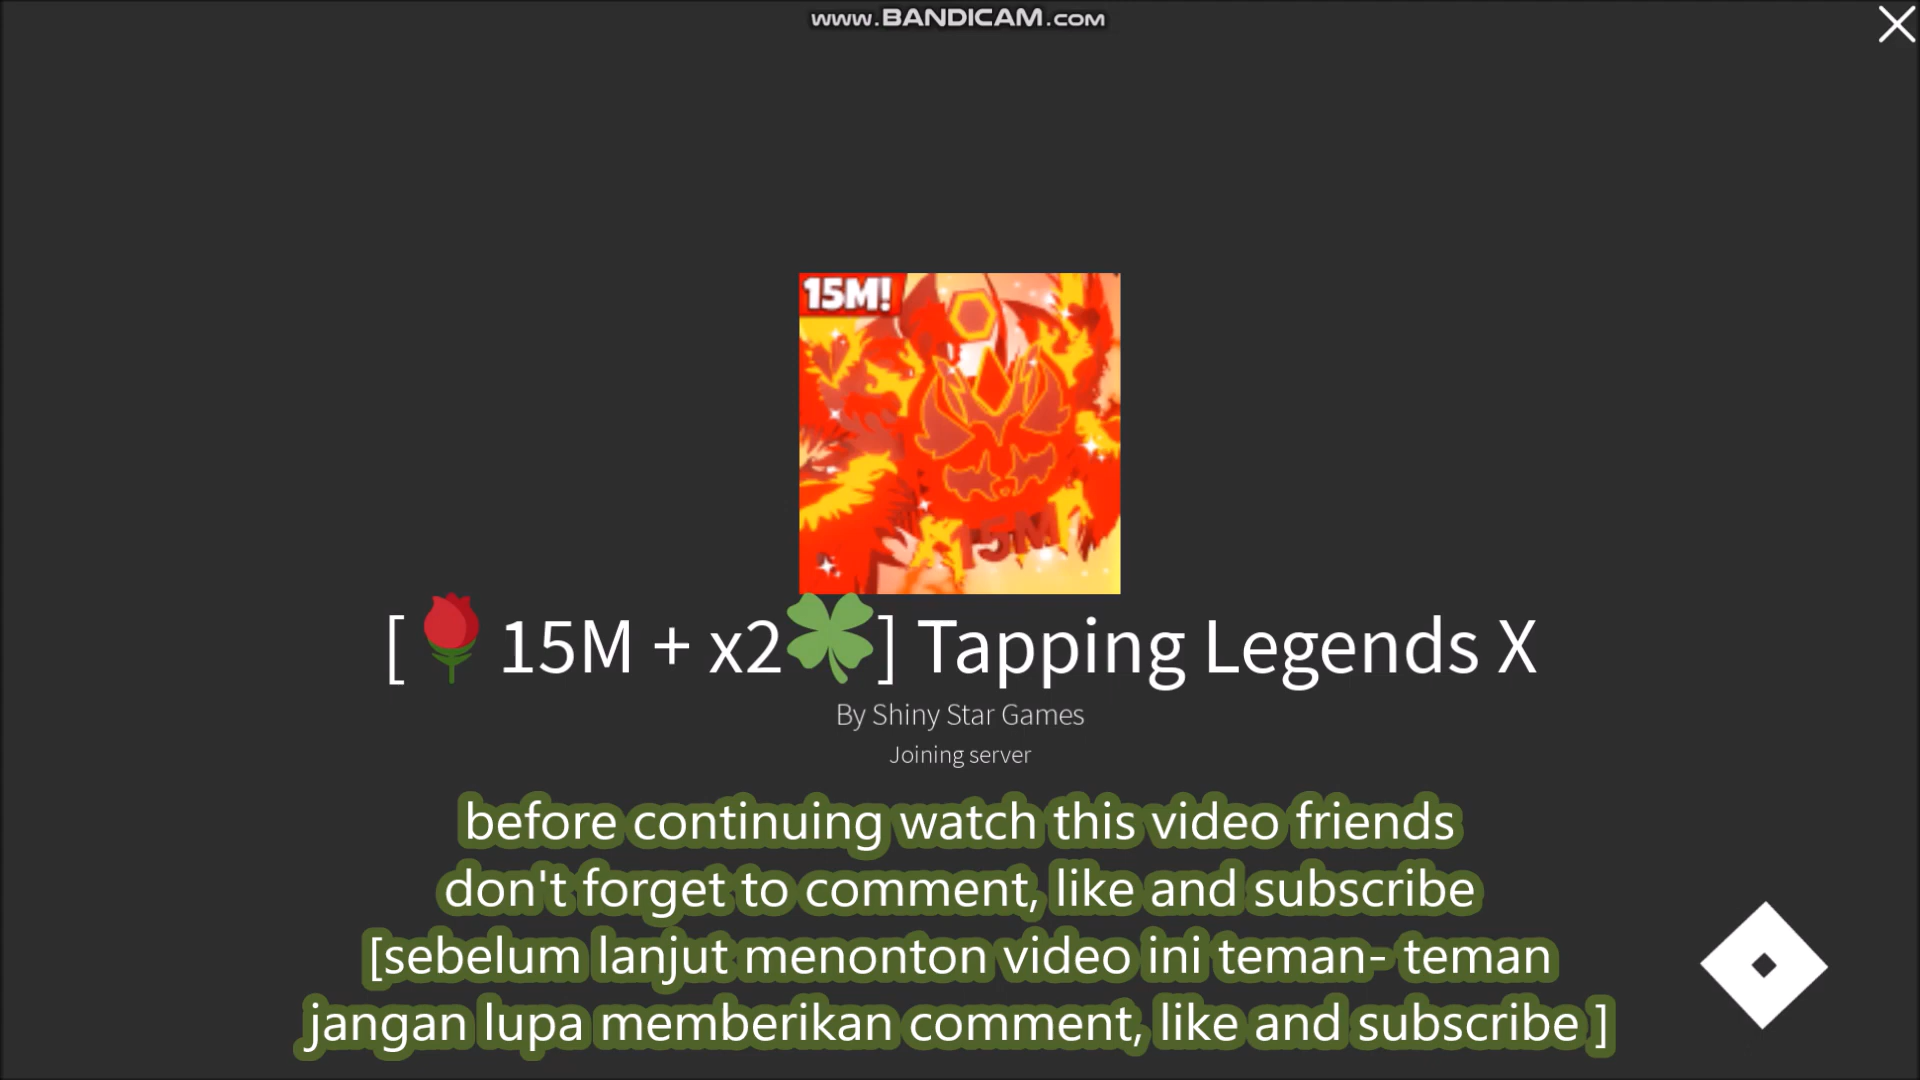 www.BANDICAM.com
15M!
15M
[🌹15M + x2🍀] Tapping Legends X
By Shiny Star Games
Joining server
before continuing watch this video friends
don't forget to comment, like and subscribe
[sebelum lanjut menonton video ini teman- teman
jangan lupa memberikan comment, like and subscribe ]